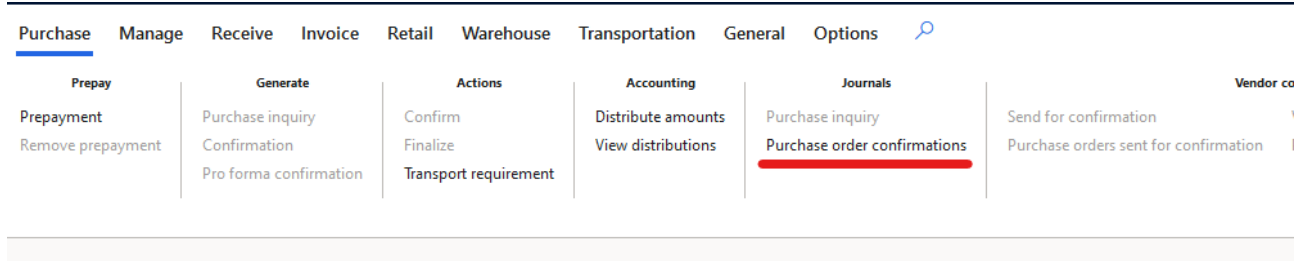 Purchase Manage Receive Invoice Retail Warehouse Transportation General Options
Prepay Generate Actions Accounting Journals Vendor
Prepayment Purchase inquiry Confirm Distribute amounts Purchase inquiry Send for confirmation
Remove prepayment Confirmation Finalize View distributions Purchase order confirmations Purchase orders sent for confirmation
Pro forma confirmation Transport requirement